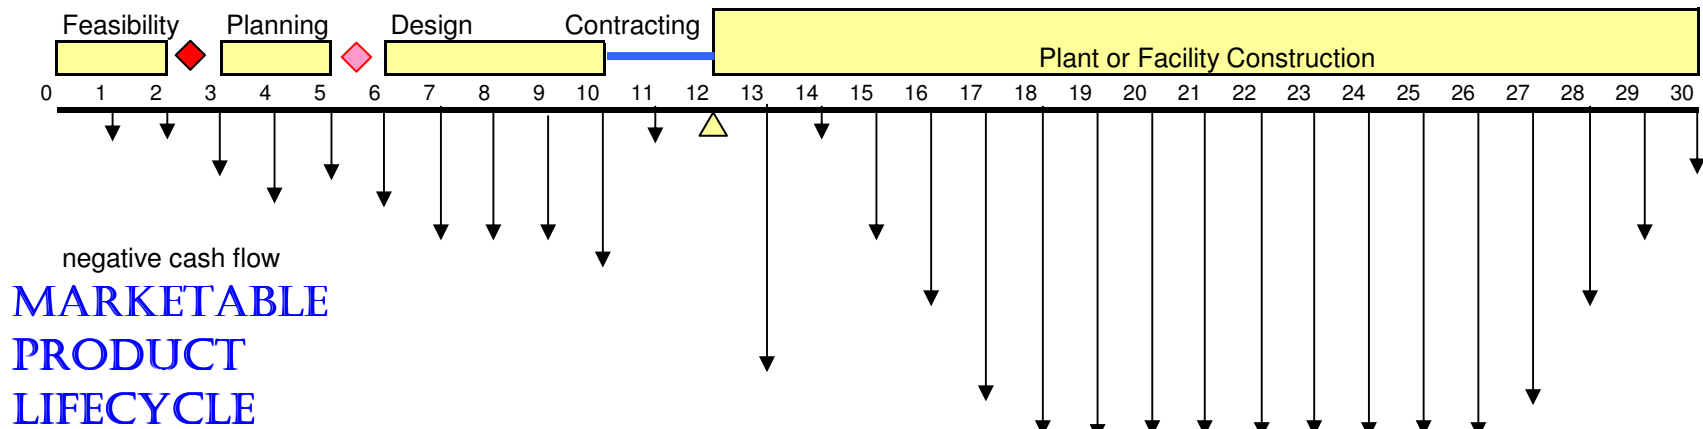 Feasibility Planning Design Contracting
Plant or Facility Construction
0 1 2 3 4 5 6 7 8 9 10 11 12 13 14 15 16 17 18 19 20 21 22 23 24 25 26 27 28 29 30
negative cash flow
MARKETABLE
PRODUCT
LIFECYCLE